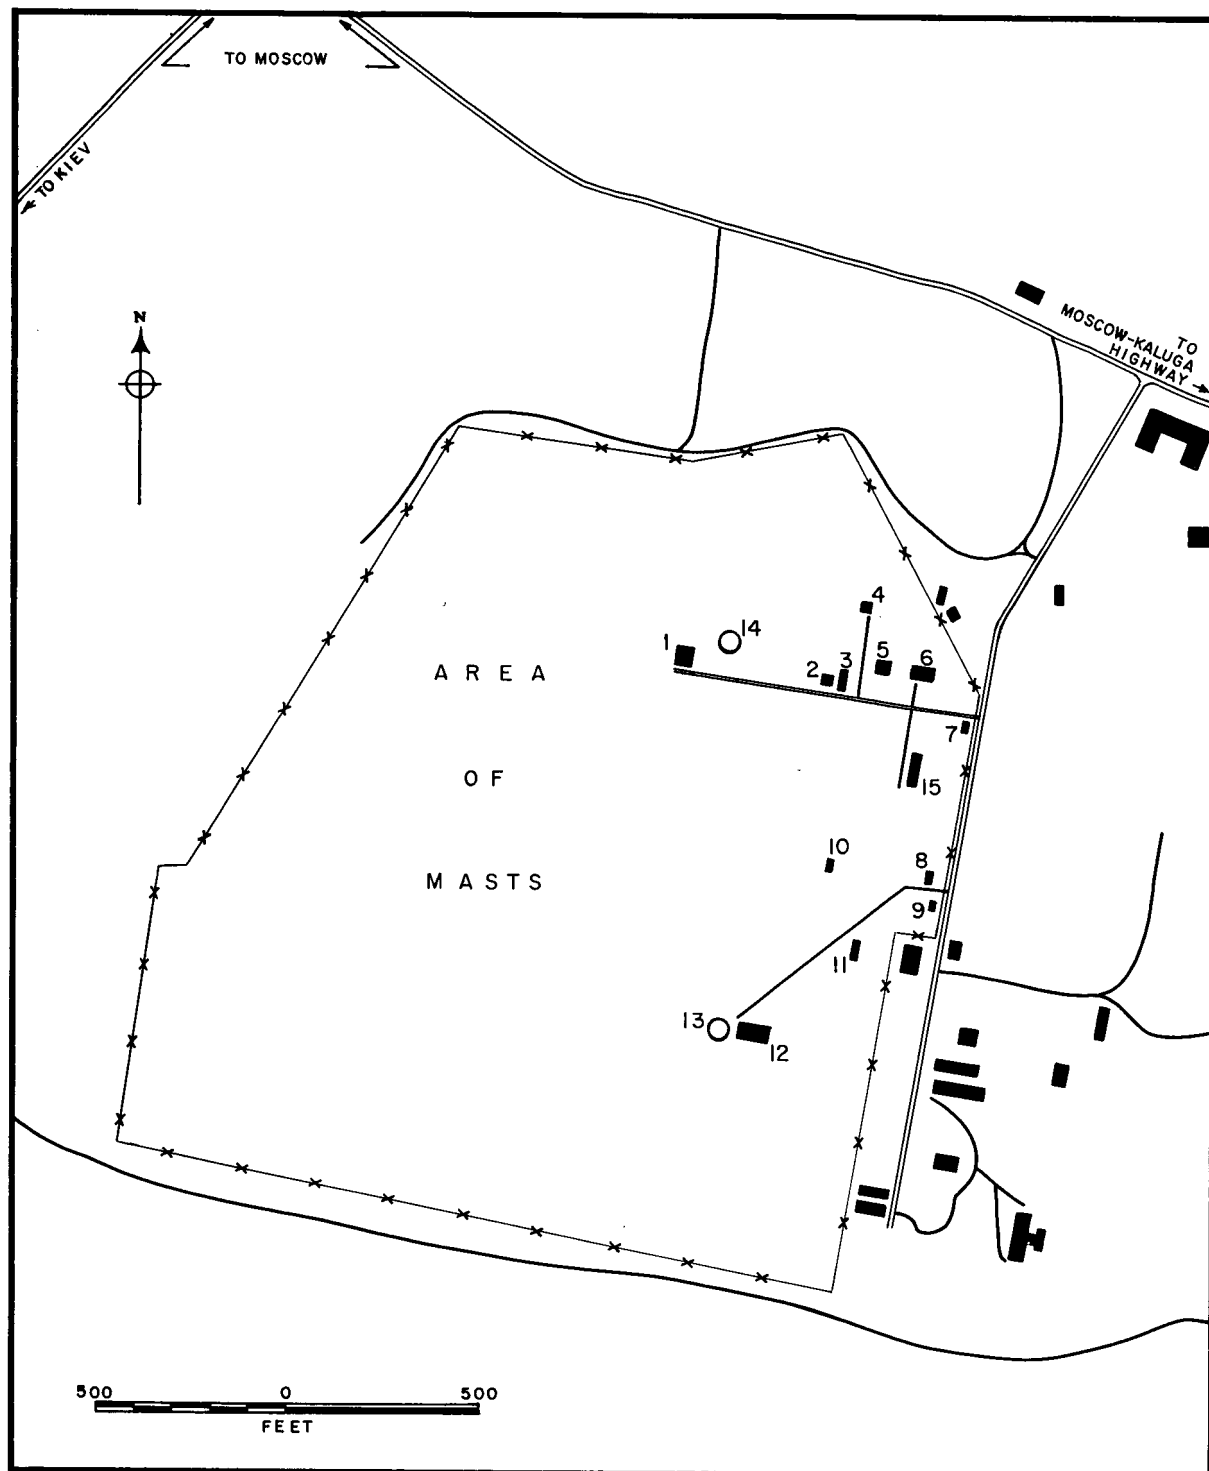 TO MOSCOW
TO KIEV
N
TO
MOSCOW-KALUGA
HIGHWAY
4
14
1
5
6
2
3
AREA
7
OF
15
10
8
MASTS
9
11
13
12
500 0 500
FEET